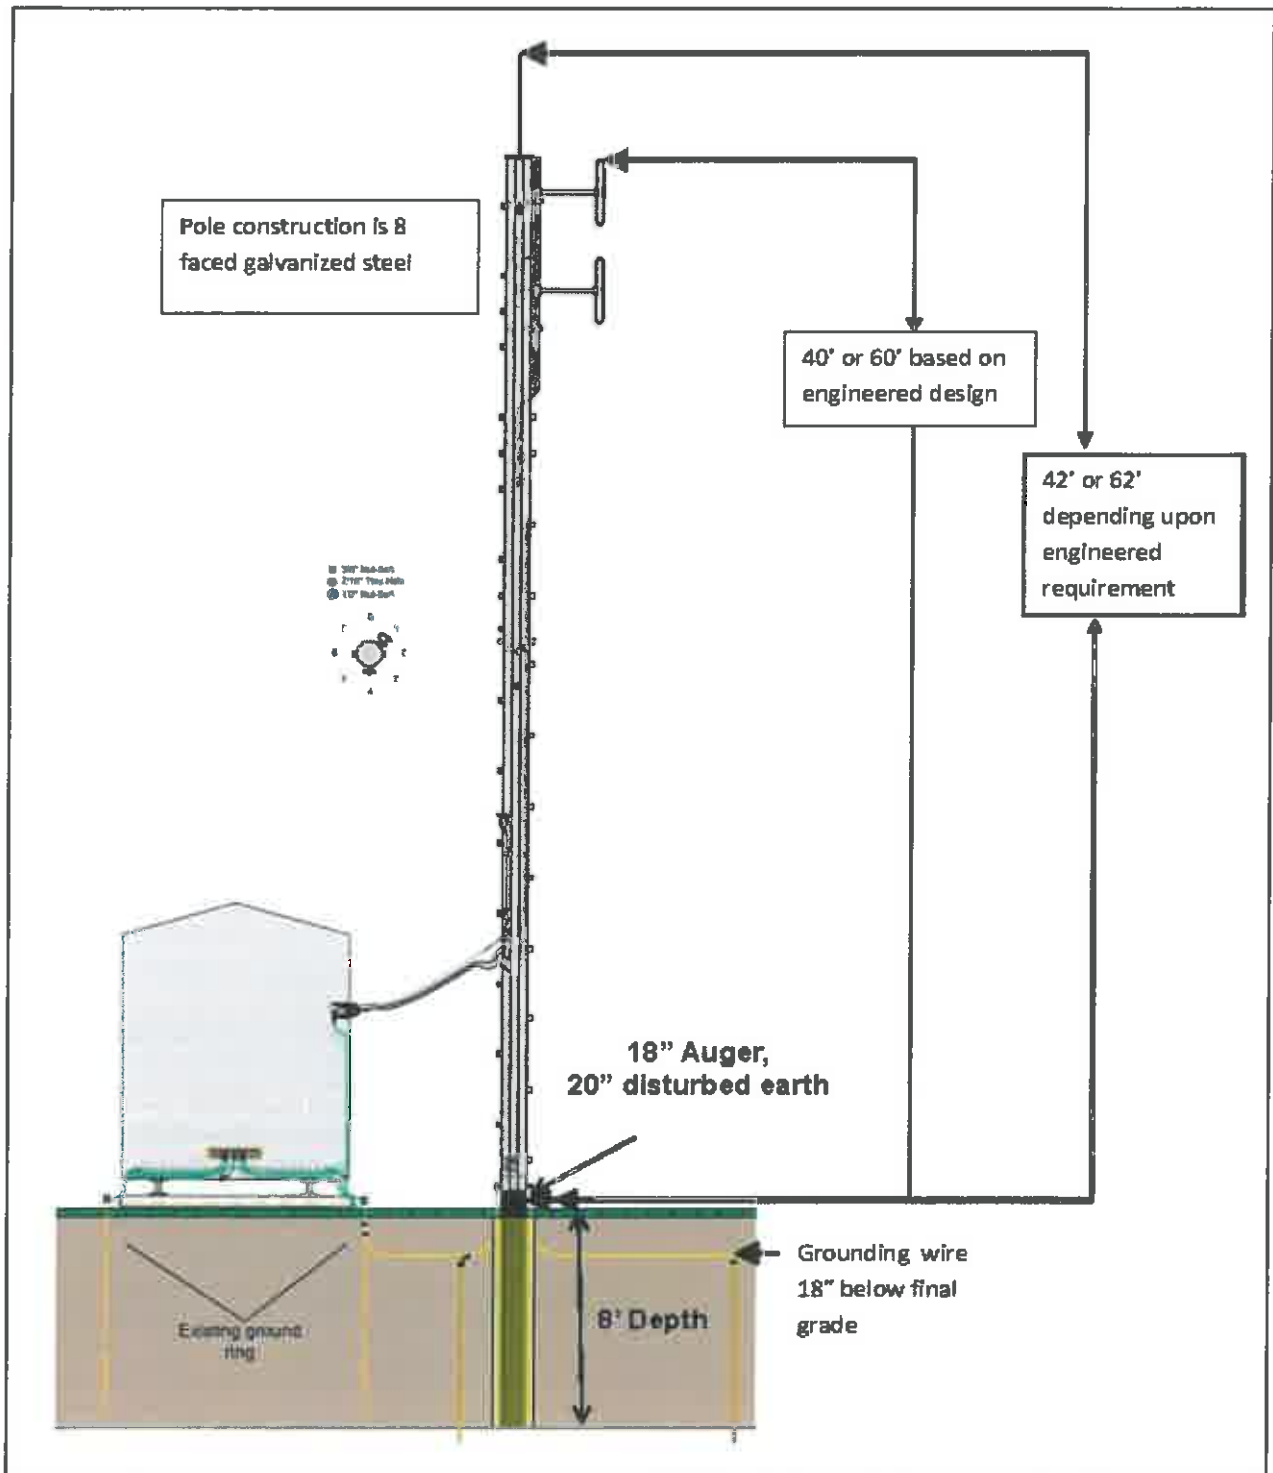 Pole construction is 8
faced galvanized steel
40' or 60' based on
engineered design
42' or 62'
depending upon
engineered
requirement
18" Auger,
20" disturbed earth
Grounding wire
18" below final
grade
8' Depth
Existing ground
ring